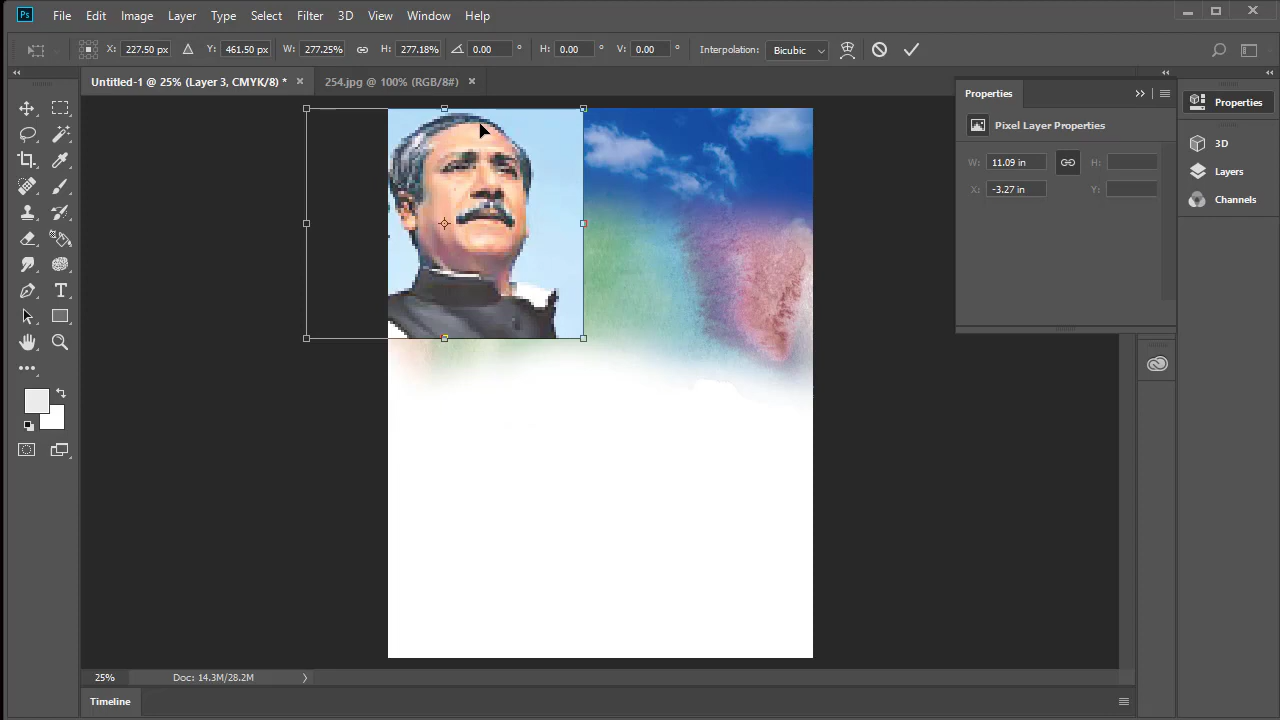 Ps File Edit Image Layer Type Select Filter 3D View Window Help
X: 227.50 px Y: 461.50 px W: 277.25% H: 277.18% 0.00 ° H: 0.00 ° V: 0.00 ° Interpolation: Bicubic
Untitled-1 @ 25% (Layer 3, CMYK/8) * × 254.jpg @ 100% (RGB/8#) ×
Properties
Pixel Layer Properties
W: 11.09 in H:
X: -3.27 in Y:
Properties
3D
Layers
Channels
T
25% Doc: 14.3M/28.2M
Timeline